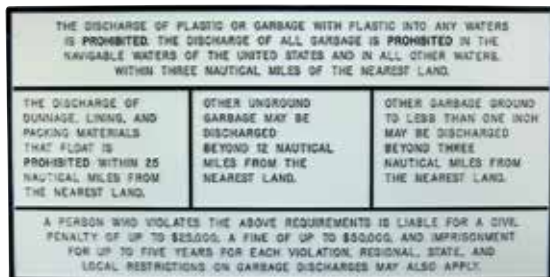 THE DISCHARGE OF PLASTIC OR GARBAGE WITH PLASTIC INTO ANY WATERS
IS PROHIBITED. THE DISCHARGE OF ALL GARBAGE IS PROHIBITED IN THE
NAVIGABLE WATERS OF THE UNITED STATES AND IN ALL OTHER WATERS,
WITHIN THREE NAUTICAL MILES OF THE NEAREST LAND.
THE DISCHARGE OF
DUNNAGE, LINING, AND
PACKING MATERIALS
THAT FLOAT IS
PROHIBITED WITHIN 25
NAUTICAL MILES FROM
THE NEAREST LAND.
OTHER UNGROUND
GARBAGE MAY BE
DISCHARGED
BEYOND 12 NAUTICAL
MILES FROM THE
NEAREST LAND.
OTHER GARBAGE GROUND
TO LESS THAN ONE INCH
MAY BE DISCHARGED
BEYOND THREE
NAUTICAL MILES FROM
THE NEAREST LAND.
A PERSON WHO VIOLATES THE ABOVE REQUIREMENTS IS LIABLE FOR A CIVIL
PENALTY OF UP TO $25,000, A FINE OF UP TO $50,000, AND IMPRISONMENT
FOR UP TO FIVE YEARS FOR EACH VIOLATION, REGIONAL, STATE, AND
LOCAL RESTRICTIONS ON GARBAGE DISCHARGES MAY ALSO APPLY.